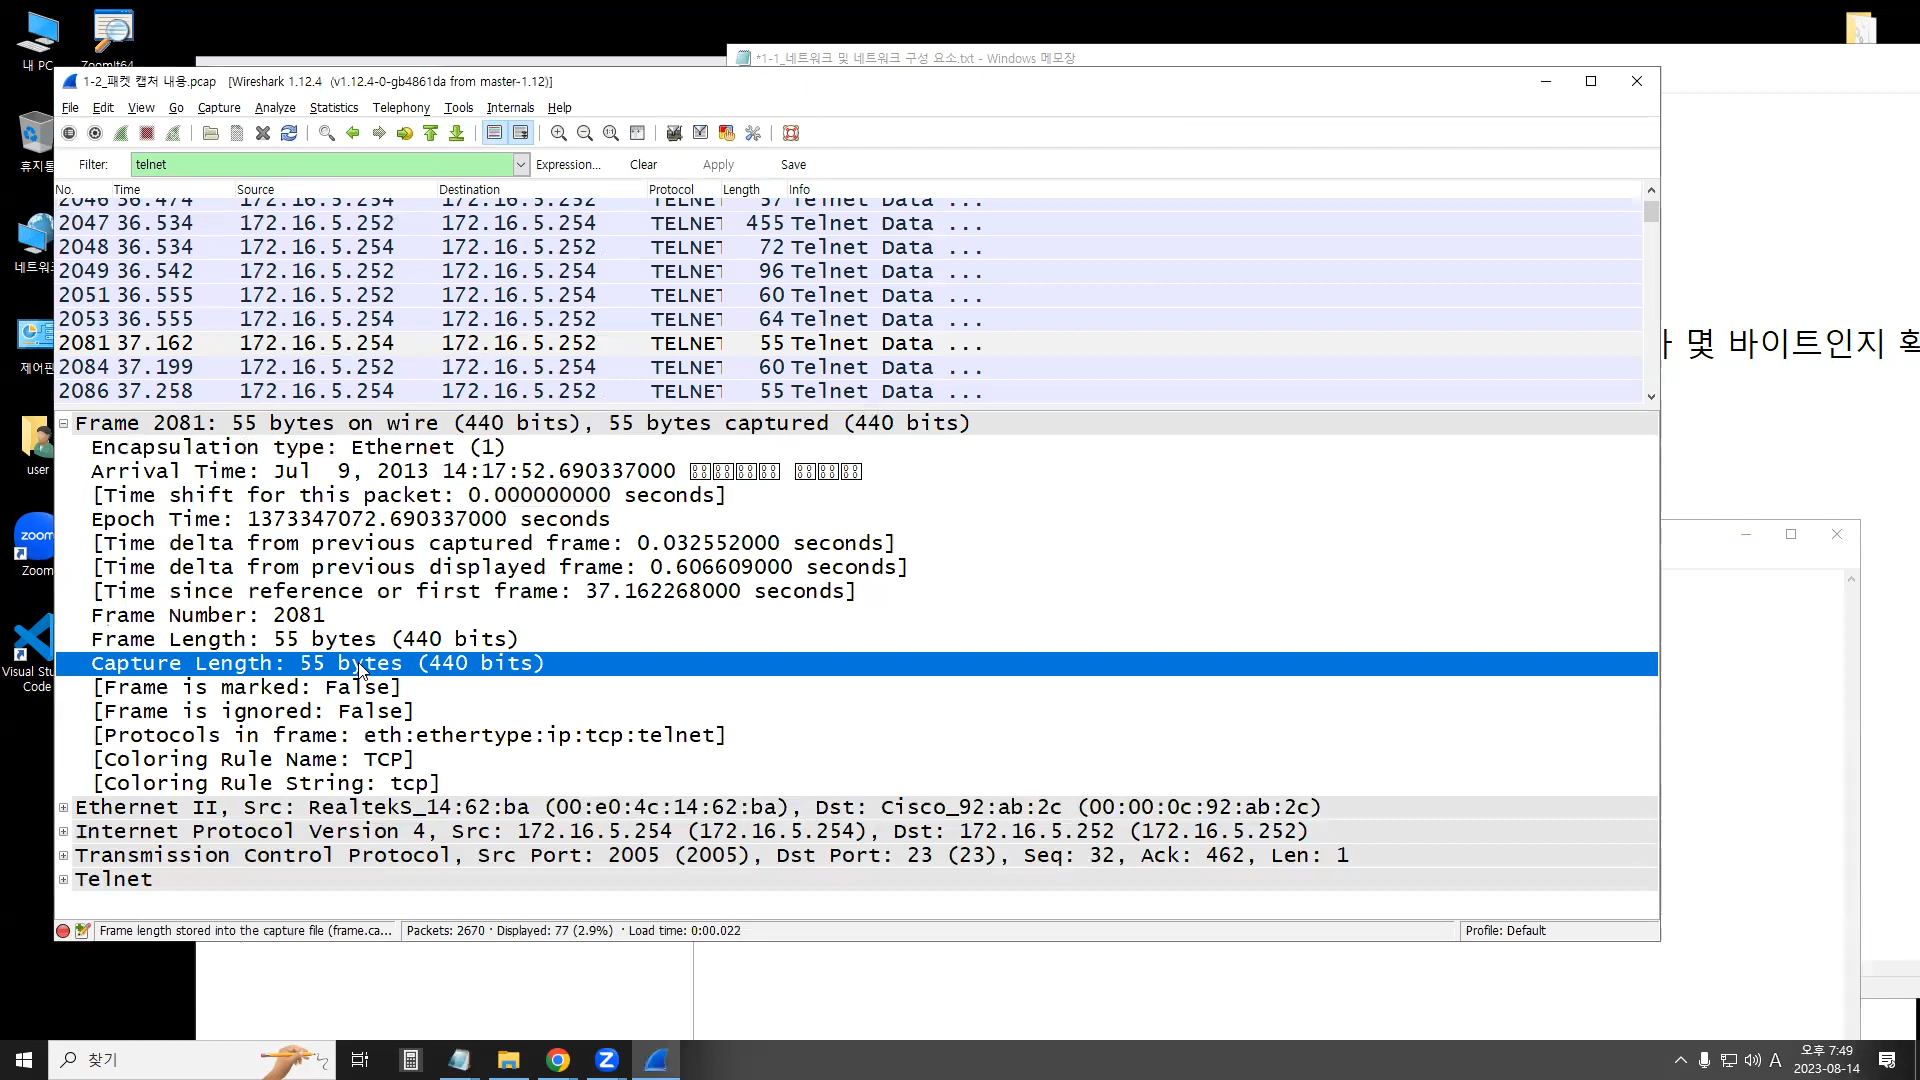 내 PC
ZoomIt64
휴지통
제어판
user
Zoom
zoom
Visual Stu
Code
*1-1_네트워크 및 네트워크 구성 요소.txt - Windows 메모장
1-2_패킷 캡처 내용.pcap [Wireshark 1.12.4 (v1.12.4-0-gb4861da from master-1.12)]
File Edit View Go Capture Analyze Statistics Telephony Tools Internals Help
Filter: telnet Expression... Clear Apply Save
No. Time Source Destination Protocol Length Info
2046 36.474 172.16.5.254 172.16.5.252 TELNET 57 Telnet Data ...
2047 36.534 172.16.5.252 172.16.5.254 TELNET 455 Telnet Data ...
2048 36.534 172.16.5.254 172.16.5.252 TELNET 72 Telnet Data ...
2049 36.542 172.16.5.252 172.16.5.254 TELNET 96 Telnet Data ...
2051 36.555 172.16.5.252 172.16.5.254 TELNET 60 Telnet Data ...
2053 36.555 172.16.5.254 172.16.5.252 TELNET 64 Telnet Data ...
2081 37.162 172.16.5.254 172.16.5.252 TELNET 55 Telnet Data ...
2084 37.199 172.16.5.252 172.16.5.254 TELNET 60 Telnet Data ...
2086 37.258 172.16.5.254 172.16.5.252 TELNET 55 Telnet Data ...
몇 바이트인지 확
Frame 2081: 55 bytes on wire (440 bits), 55 bytes captured (440 bits)
Encapsulation type: Ethernet (1)
Arrival Time: Jul 9, 2013 14:17:52.690337000
[Time shift for this packet: 0.000000000 seconds]
Epoch Time: 1373347072.690337000 seconds
[Time delta from previous captured frame: 0.032552000 seconds]
[Time delta from previous displayed frame: 0.606609000 seconds]
[Time since reference or first frame: 37.162268000 seconds]
Frame Number: 2081
Frame Length: 55 bytes (440 bits)
Capture Length: 55 bytes (440 bits)
[Frame is marked: False]
[Frame is ignored: False]
[Protocols in frame: eth:ethertype:ip:tcp:telnet]
[Coloring Rule Name: TCP]
[Coloring Rule String: tcp]
Ethernet II, Src: RealtekS_14:62:ba (00:e0:4c:14:62:ba), Dst: Cisco_92:ab:2c (00:00:0c:92:ab:2c)
Internet Protocol Version 4, Src: 172.16.5.254 (172.16.5.254), Dst: 172.16.5.252 (172.16.5.252)
Transmission Control Protocol, Src Port: 2005 (2005), Dst Port: 23 (23), Seq: 32, Ack: 462, Len: 1
Telnet
Frame length stored into the capture file (frame.ca... Packets: 2670 · Displayed: 77 (2.9%) · Load time: 0:00.022 Profile: Default
찾기
A
오후 7:49
2023-08-14